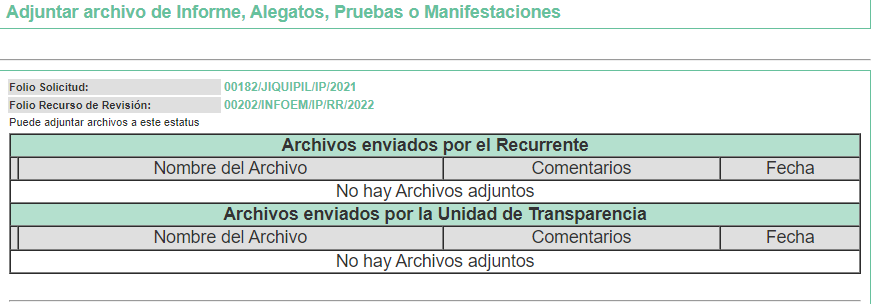 Adjuntar archivo de Informe, Alegatos, Pruebas o Manifestaciones
Folio Solicitud: 00182/JIQUIPIL/IP/2021
Folio Recurso de Revisión: 00202/INFOEM/IP/RR/2022
Puede adjuntar archivos a este estatus
Archivos enviados por el Recurrente
Nombre del Archivo Comentarios Fecha
No hay Archivos adjuntos
Archivos enviados por la Unidad de Transparencia
Nombre del Archivo Comentarios Fecha
No hay Archivos adjuntos